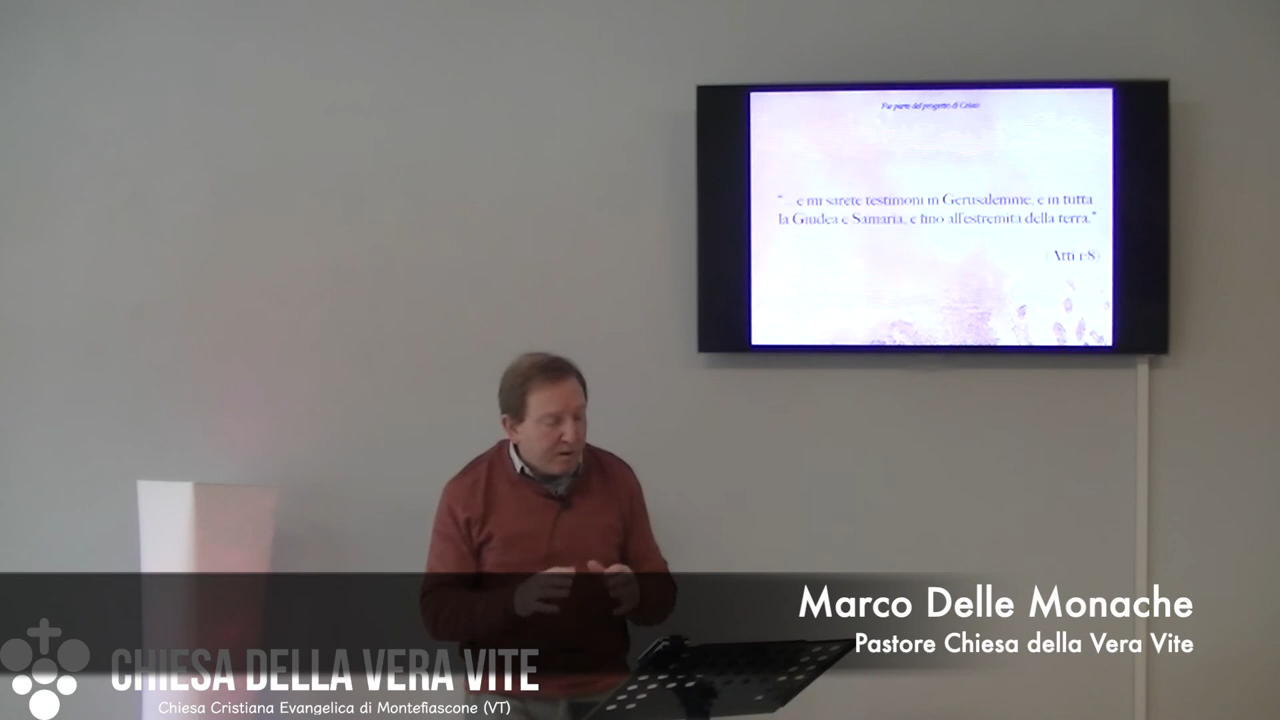 Fai parte del progetto di Cristo
"... e mi sarete testimoni in Gerusalemme, e in tutta
la Giudea e Samaria, e fino all'estremità della terra."
(Atti 1:8)
Marco Delle Monache
Pastore Chiesa della Vera Vite
CHIESA DELLA VERA VITE
Chiesa Cristiana Evangelica di Montefiascone (VT)